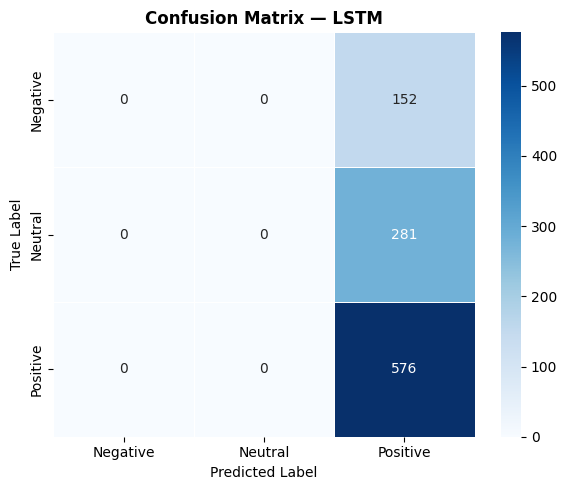 Confusion Matrix — LSTM
True Label
Negative
0
0
152
Neutral
0
0
281
Positive
0
0
576
Negative
Neutral
Positive
Predicted Label
500
400
300
200
100
0